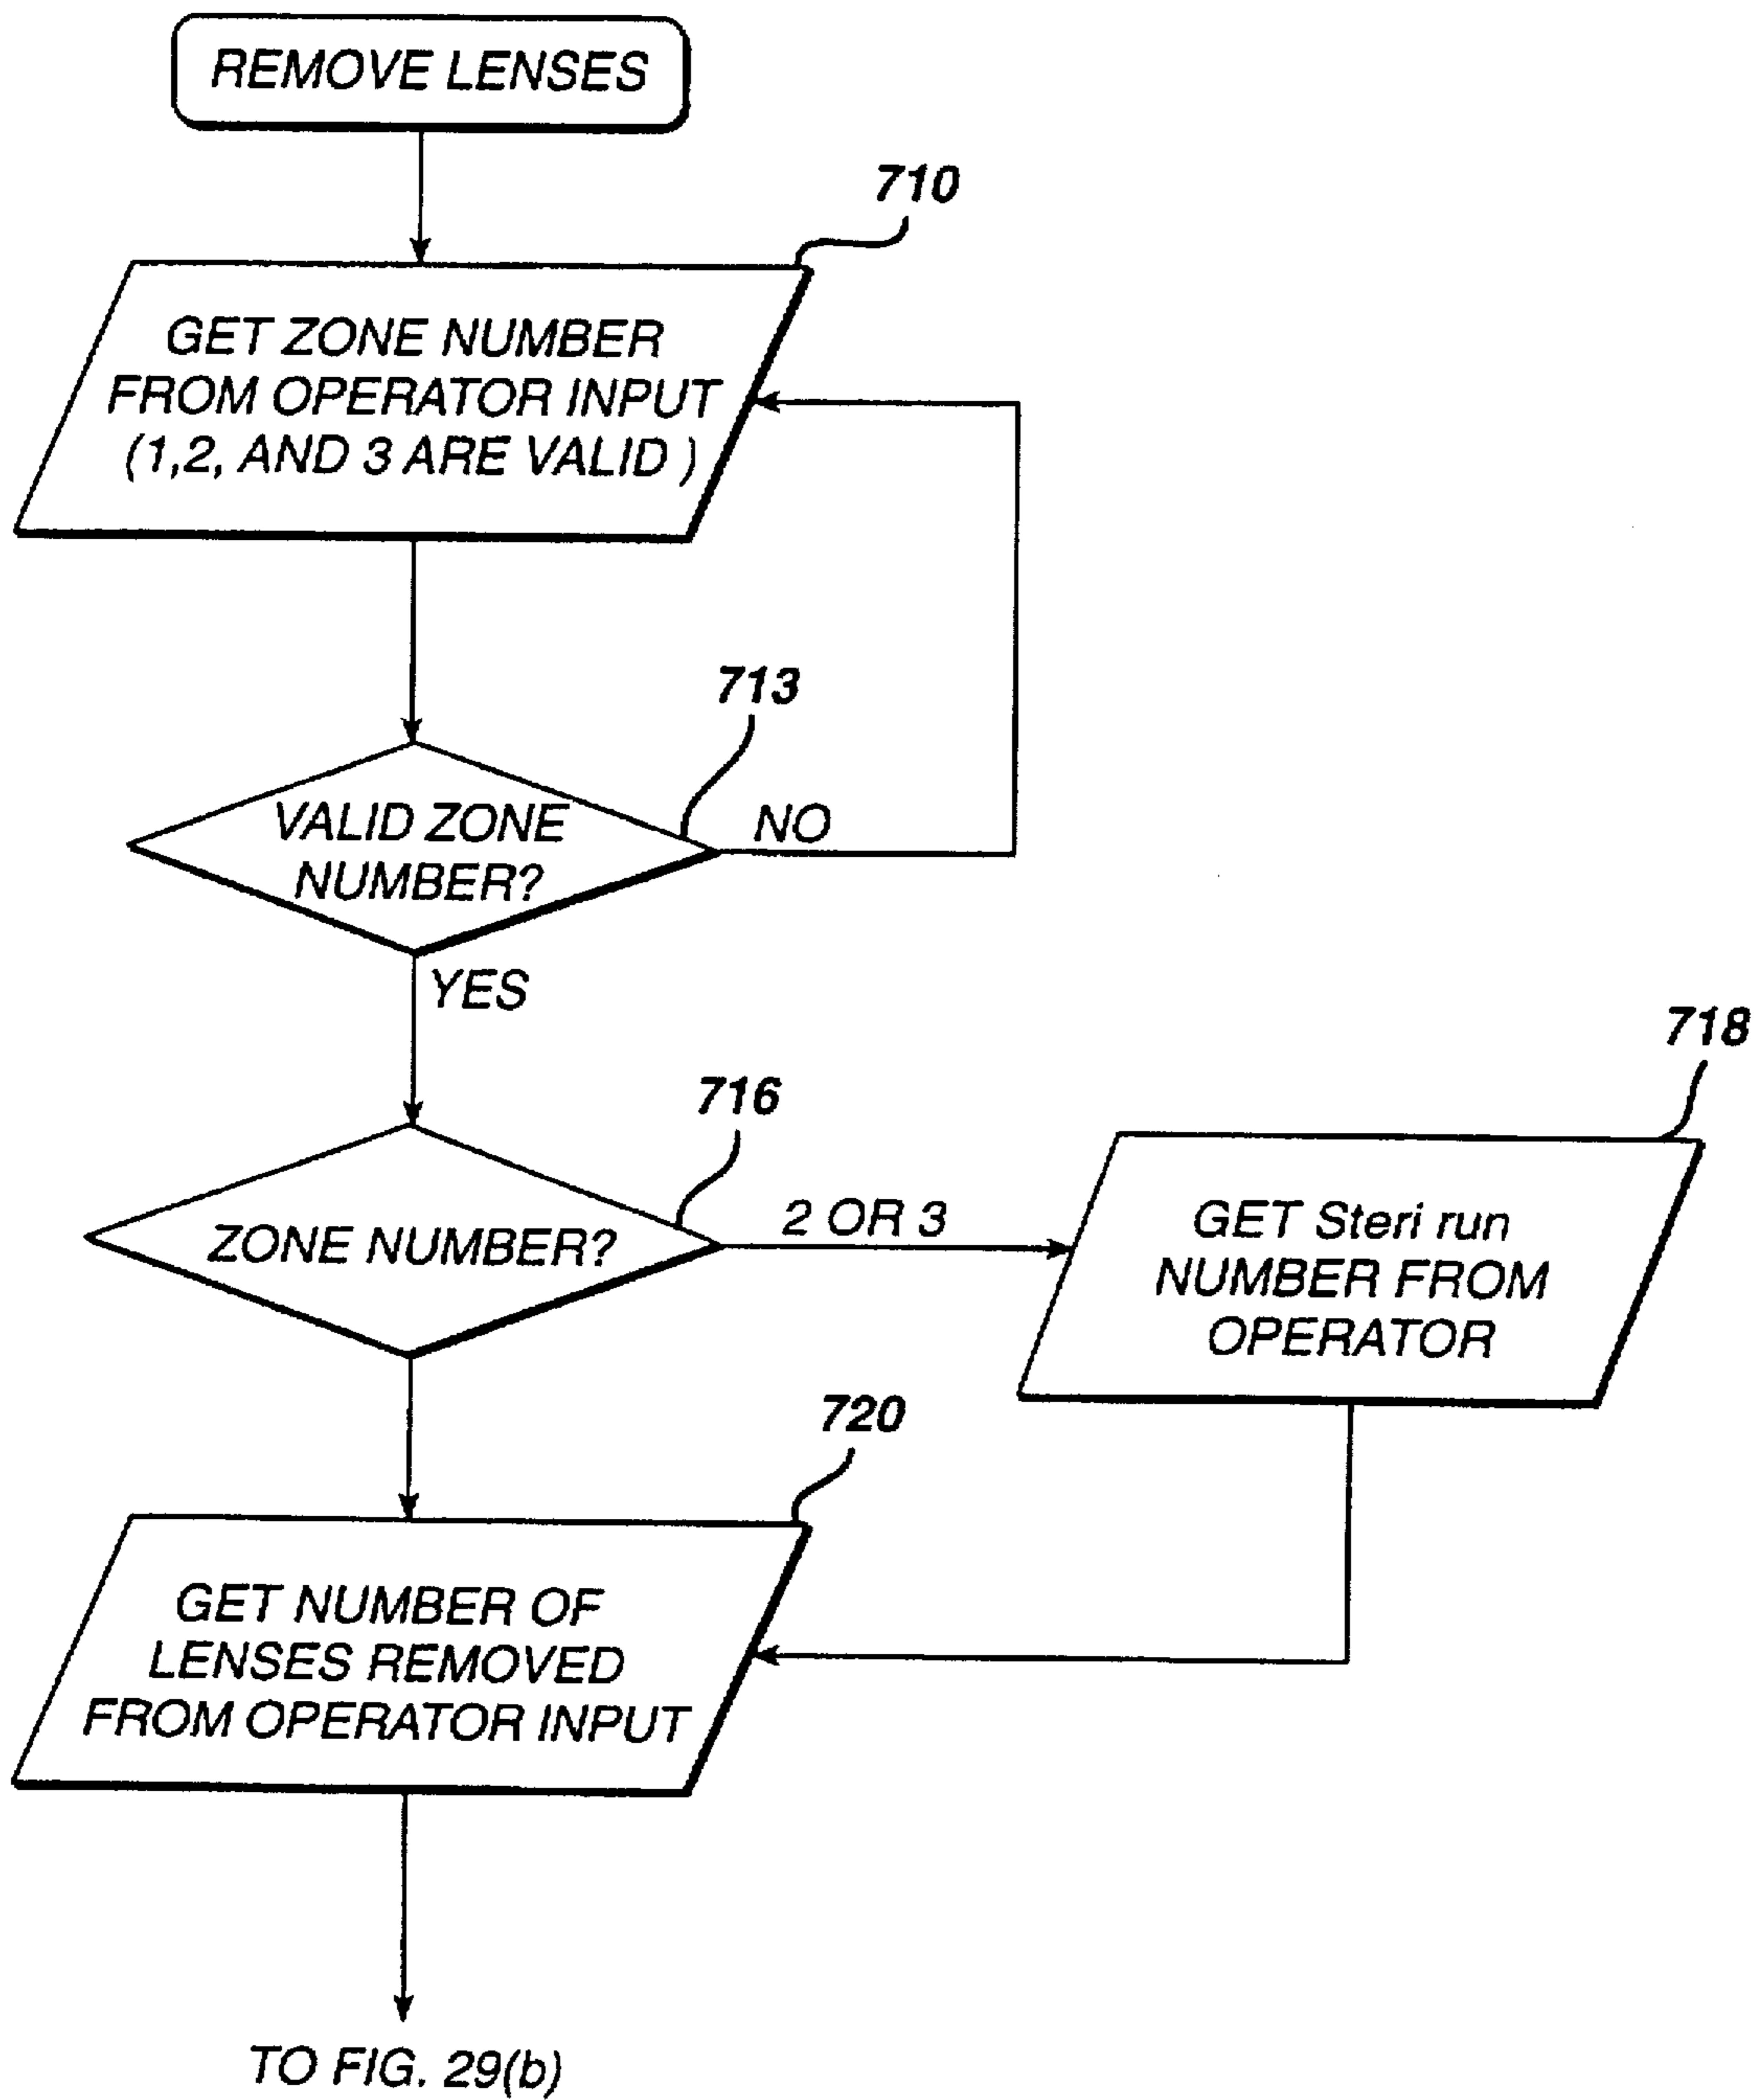 REMOVE LENSES
710
GET ZONE NUMBER
FROM OPERATOR INPUT
(1,2, AND 3 ARE VALID )
713
VALID ZONE
NUMBER?
NO
YES
716
ZONE NUMBER?
2 OR 3
718
GET Steri run
NUMBER FROM
OPERATOR
720
GET NUMBER OF
LENSES REMOVED
FROM OPERATOR INPUT
TO FIG. 29(b)